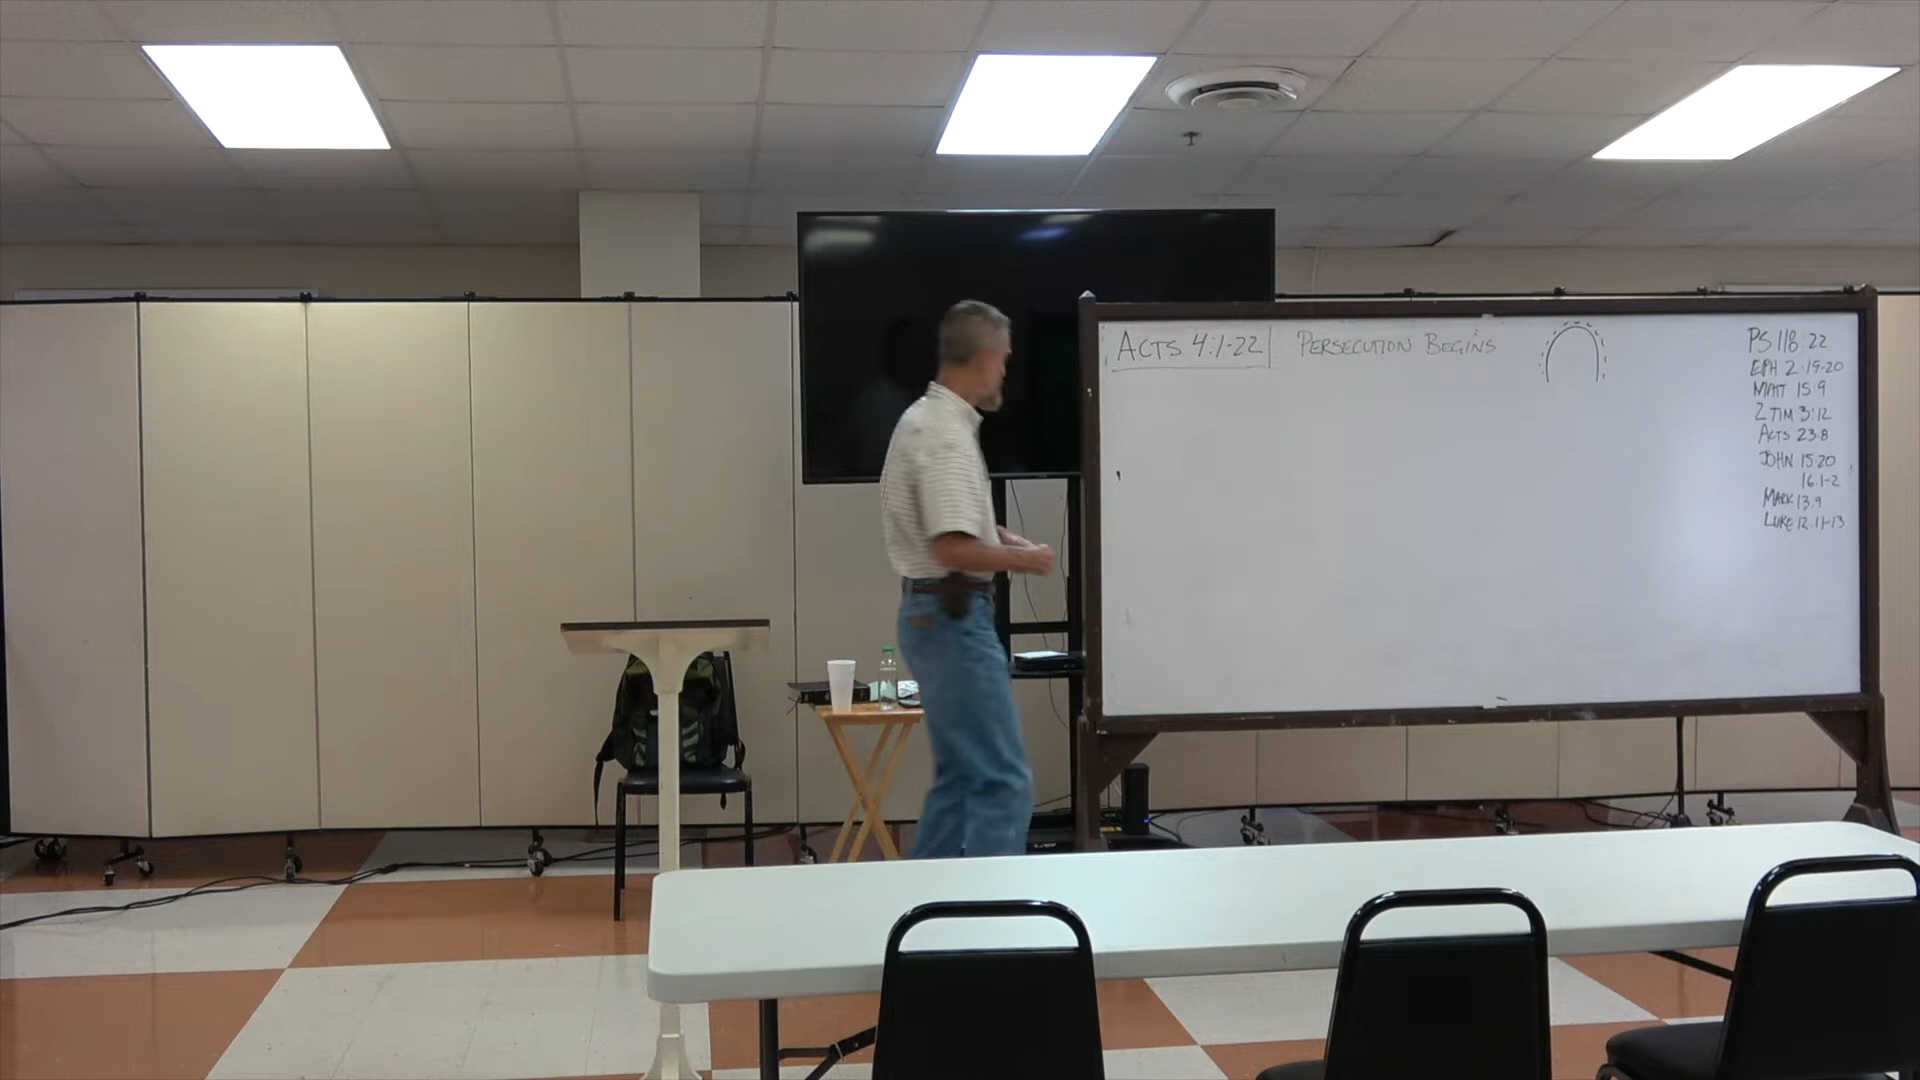 ACTS 4:1-22
PERSECUTION BEGINS
PS 118:22
EPH 2:19-20
MATT 15:9
2 TIM 3:12
ACTS 23:8
JOHN 15:20
16:1-2
MARK 13:9
LUKE 12:11-13